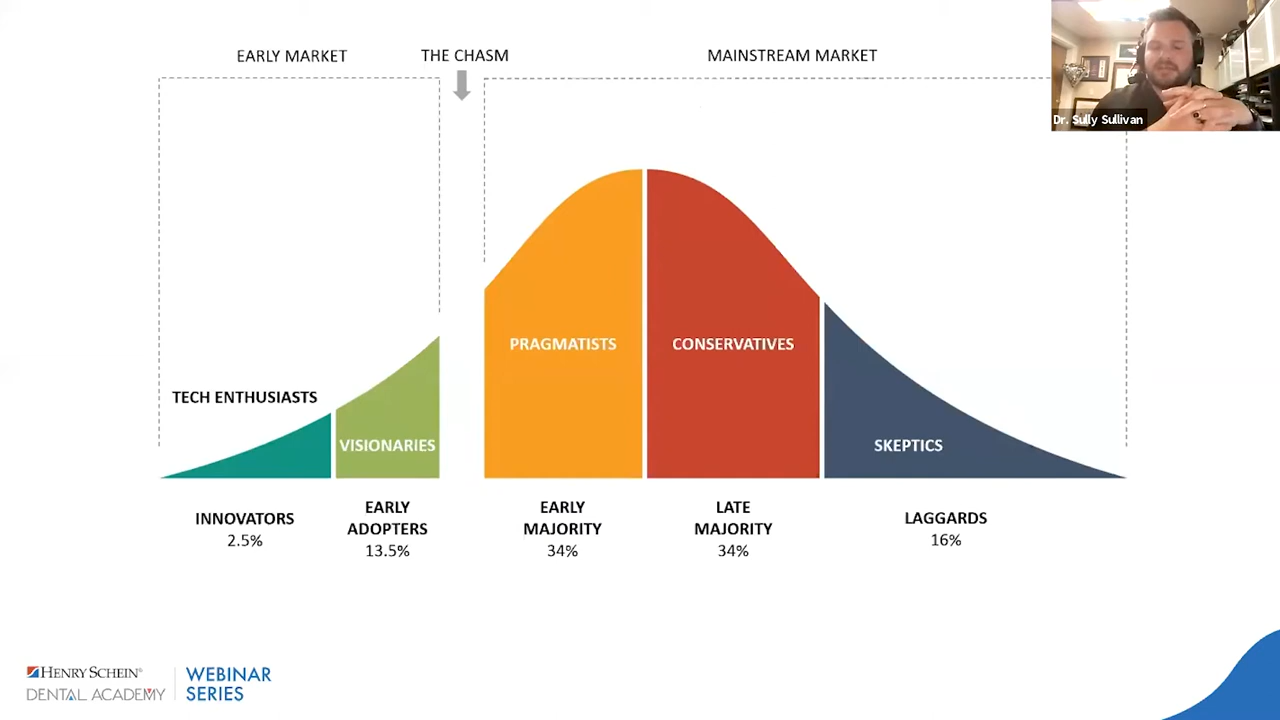 EARLY MARKET
THE CHASM
MAINSTREAM MARKET
Dr. Sully Sullivan
PRAGMATISTS
CONSERVATIVES
TECH ENTHUSIASTS
VISIONARIES
SKEPTICS
INNOVATORS
2.5%
EARLY
ADOPTERS
13.5%
EARLY
MAJORITY
34%
LATE
MAJORITY
34%
LAGGARDS
16%
HENRY SCHEIN®
DENTAL ACADEMY
WEBINAR
SERIES